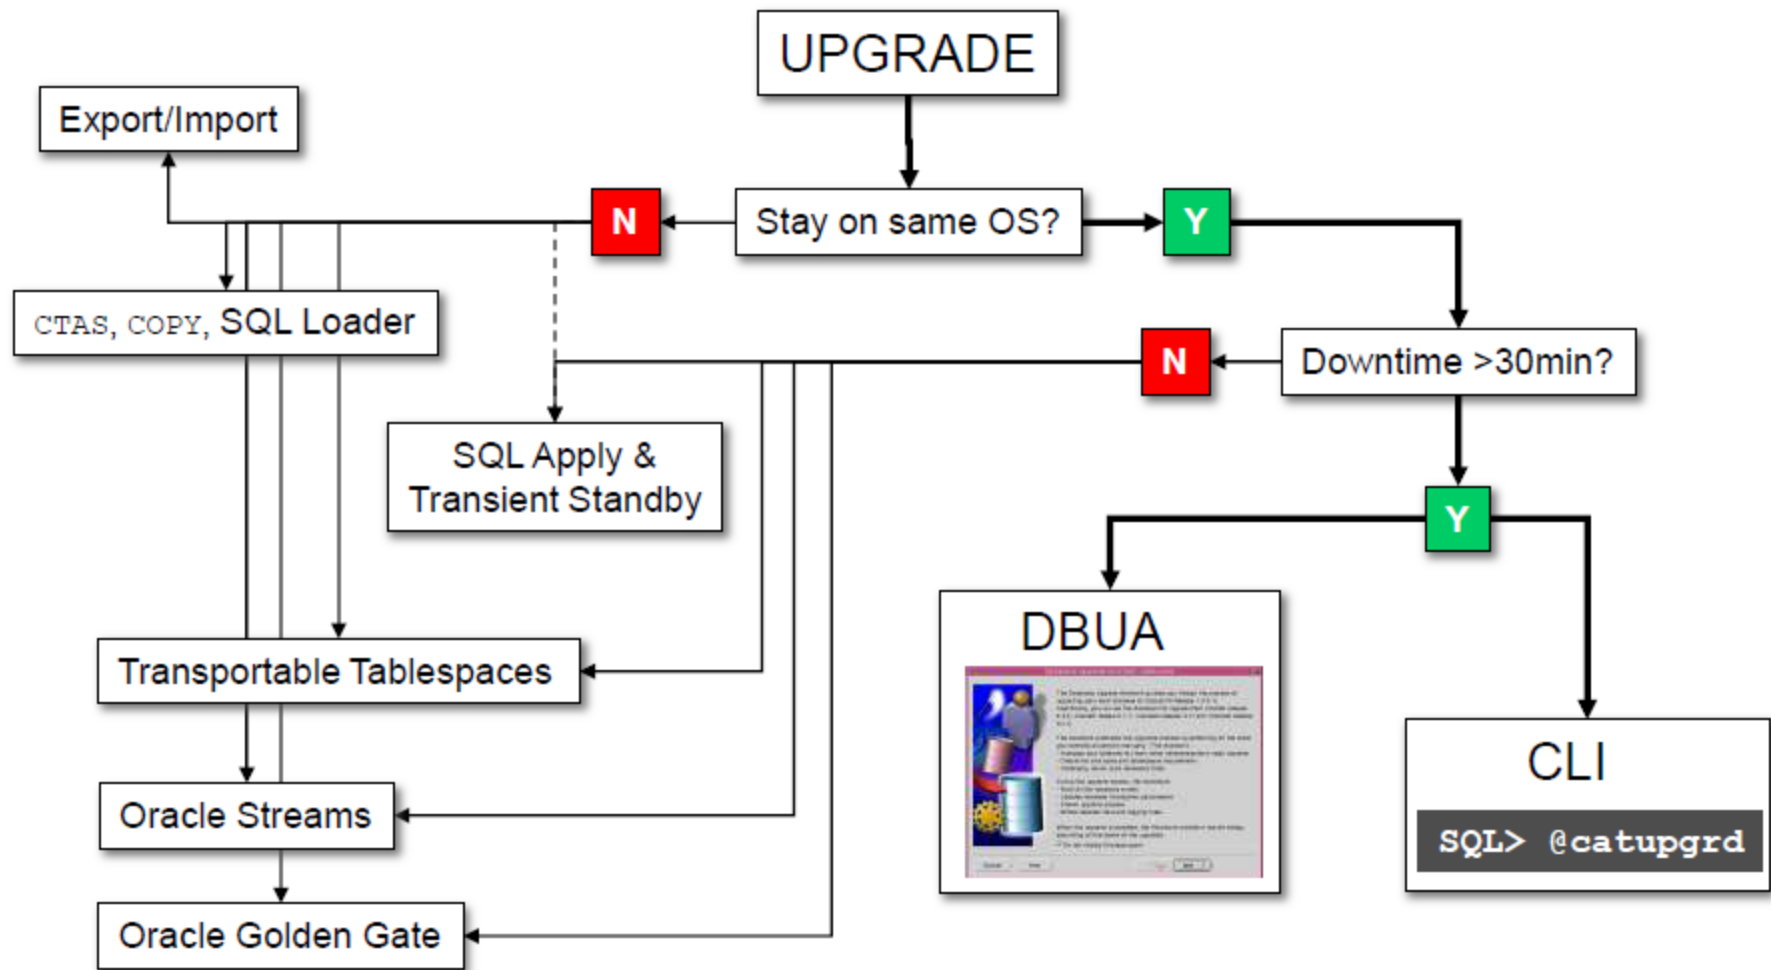 UPGRADE
Export/Import
N
Stay on same OS?
Y
CTAS, COPY, SQL Loader
N
Downtime >30min?
SQL Apply &
Transient Standby
Y
DBUA
Transportable Tablespaces
CLI
SQL> @catupgrd
Oracle Streams
Oracle Golden Gate